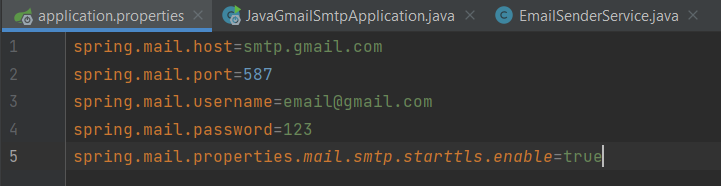 application.properties JavaGmailSmtpApplication.java EmailSenderService.java
1 spring.mail.host=smtp.gmail.com
2 spring.mail.port=587
3 spring.mail.username=email@gmail.com
4 spring.mail.password=123
5 spring.mail.properties.mail.smtp.starttls.enable=true